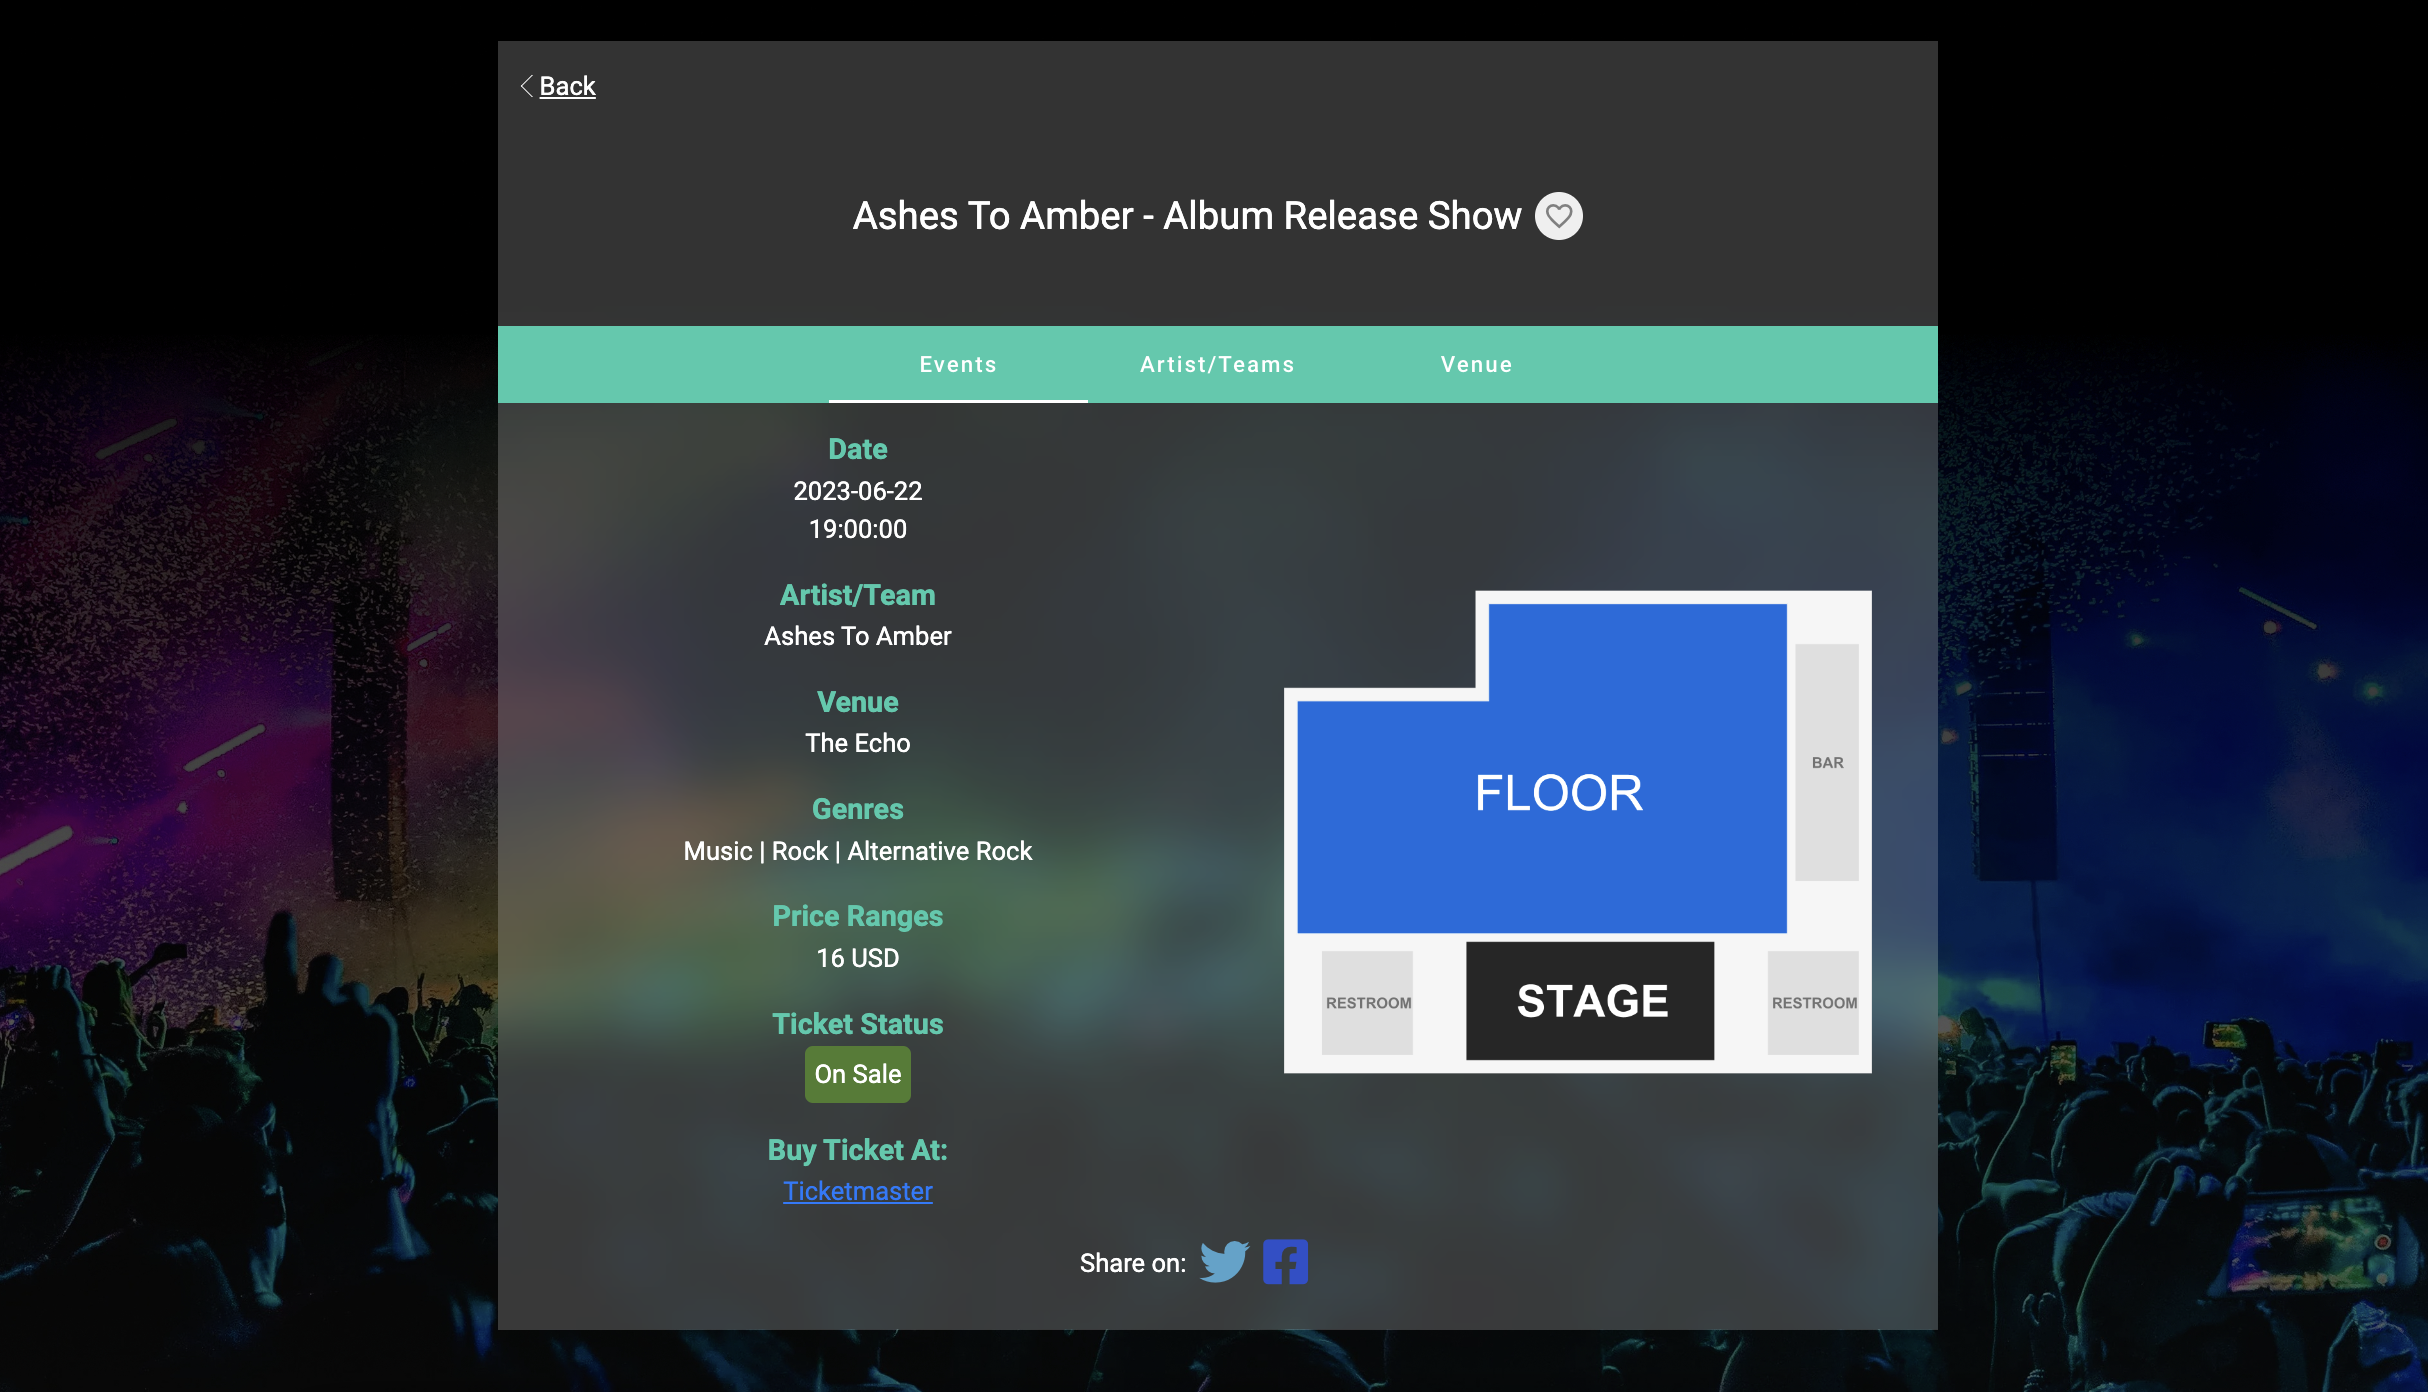 Back
Ashes To Amber - Album Release Show
Events
Artist/Teams
Venue
Date
2023-06-22
19:00:00
Artist/Team
Ashes To Amber
Venue
The Echo
Genres
Music | Rock | Alternative Rock
Price Ranges
16 USD
Ticket Status
On Sale
Buy Ticket At:
Ticketmaster
FLOOR
BAR
RESTROOM
STAGE
RESTROOM
Share on: